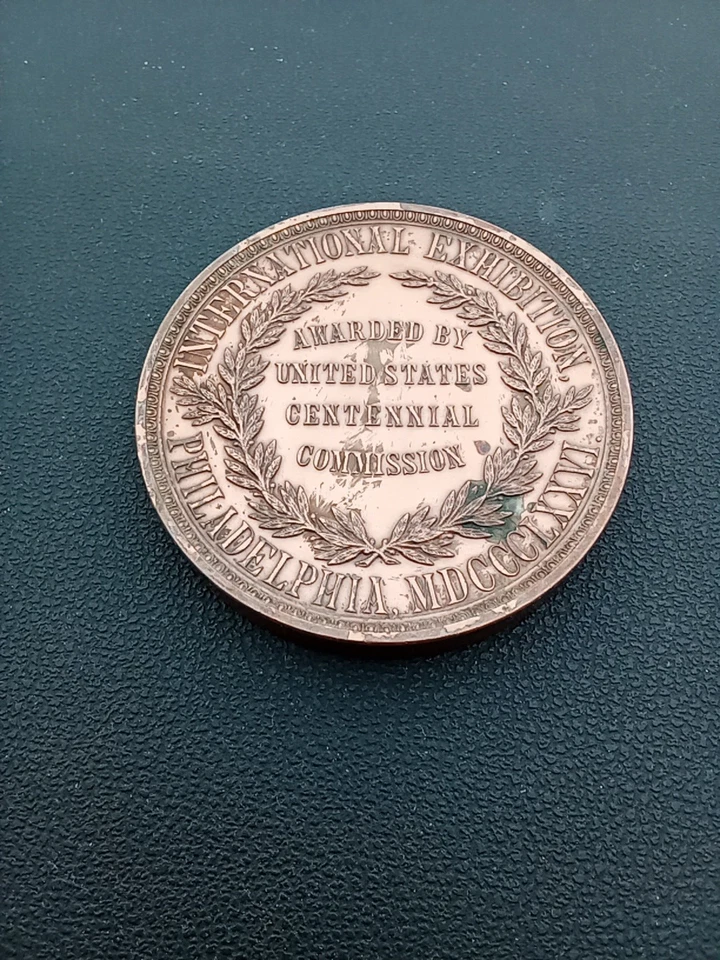 INTERNATIONAL EXHIBITION,
PHILADELPHIA, MDCCCLXXVI.
AWARDED BY
UNITED STATES
CENTENNIAL
COMMISSION